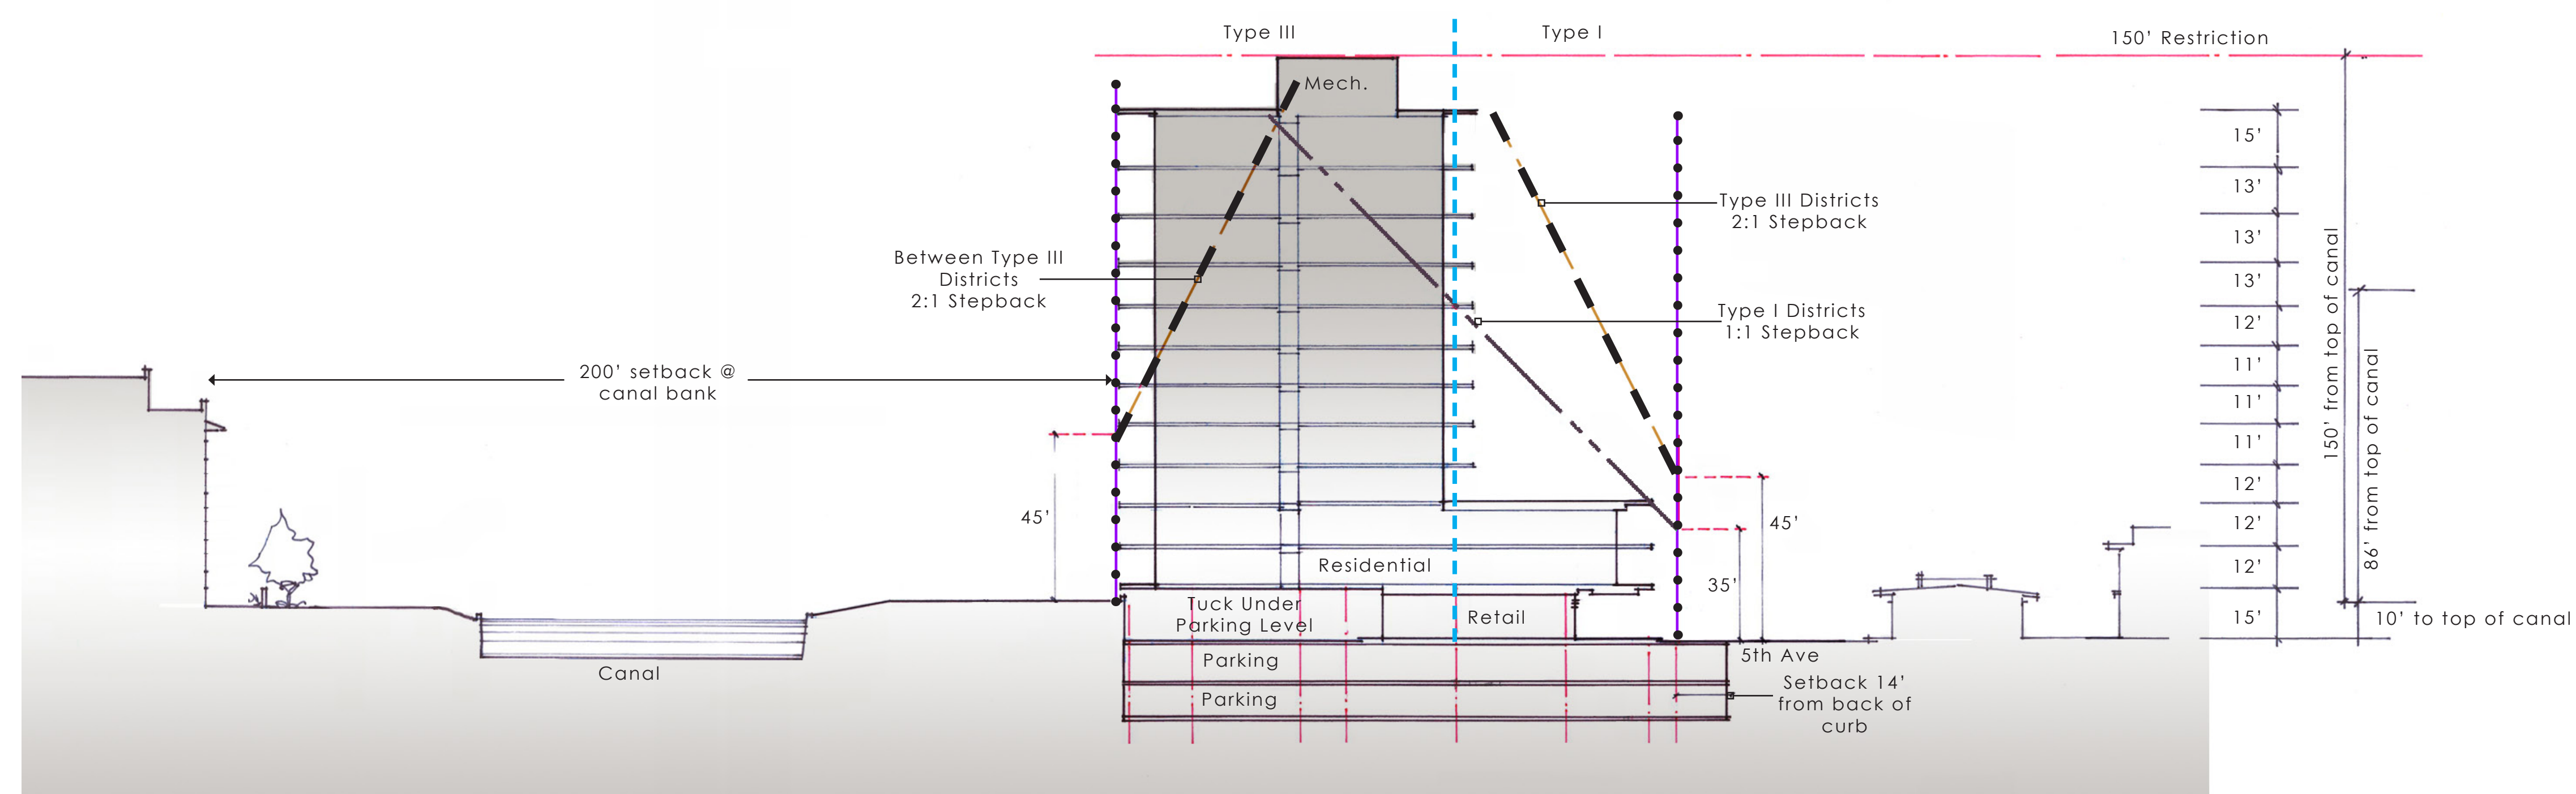 Type III
Type I
150' Restriction
Mech.
15'
13'
13'
13'
12'
11'
11'
11'
12'
12'
12'
15'
150' from top of canal
86' from top of canal
10' to top of canal
Type III Districts
2:1 Stepback
Between Type III
Districts
2:1 Stepback
Type I Districts
1:1 Stepback
200' setback @
canal bank
45'
45'
35'
Residential
Tuck Under
Parking Level
Retail
Canal
Parking
Parking
5th Ave
Setback 14'
from back of
curb